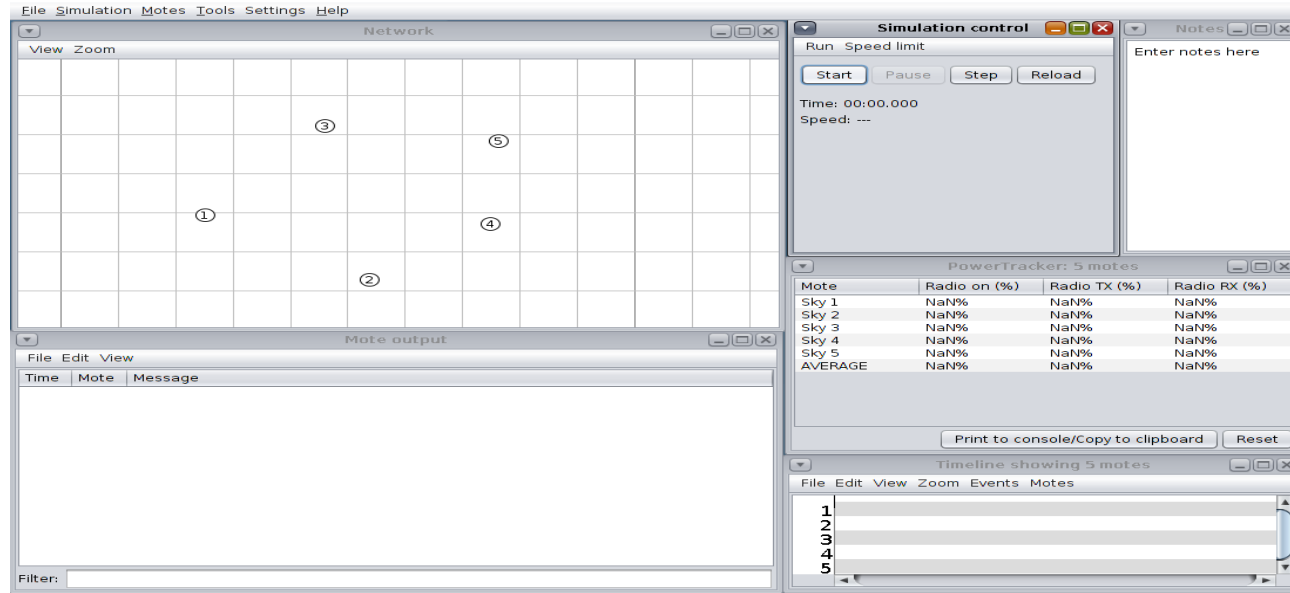 File Simulation Motes Tools Settings Help
Network
View Zoom
3
5
1
4
2
Simulation control
Run Speed limit
Start Pause Step Reload
Time: 00:00.000
Speed: ---
Notes
Enter notes here
PowerTracker: 5 motes
Mote Radio on (%) Radio TX (%) Radio RX (%)
Sky 1 NaN% NaN% NaN%
Sky 2 NaN% NaN% NaN%
Sky 3 NaN% NaN% NaN%
Sky 4 NaN% NaN% NaN%
Sky 5 NaN% NaN% NaN%
AVERAGE NaN% NaN% NaN%
Print to console/Copy to clipboard Reset
Mote output
File Edit View
Time Mote Message
Filter:
Timeline showing 5 motes
File Edit View Zoom Events Motes
1
2
3
4
5